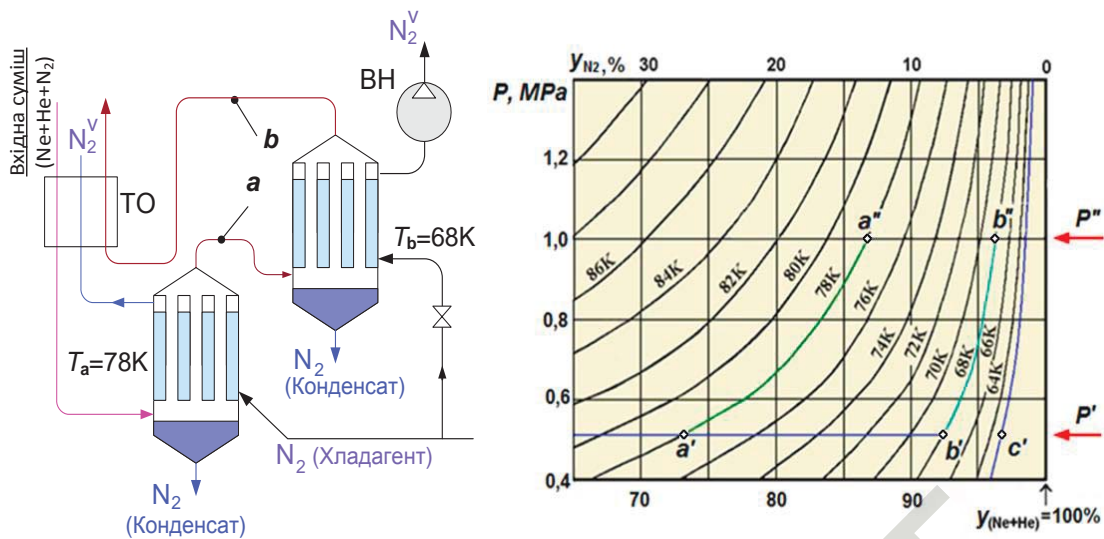 Вхідна суміш
(Ne+He+N₂)
N₂ⱽ
ТО
b
a
N₂ⱽ
ВН
Tb=68K
N₂
(Конденсат)
Ta=78K
N₂ (Хладагент)
N₂
(Конденсат)
yN2,%
30
20
10
0
P, MPa
1,2
1,0
0,8
0,6
0,4
86K
84K
82K
80K
78K
76K
74K
72K
70K
68K
66K
64K
a"
b"
P"
a'
b'
c'
P'
70
80
90
y(Ne+He)=100%